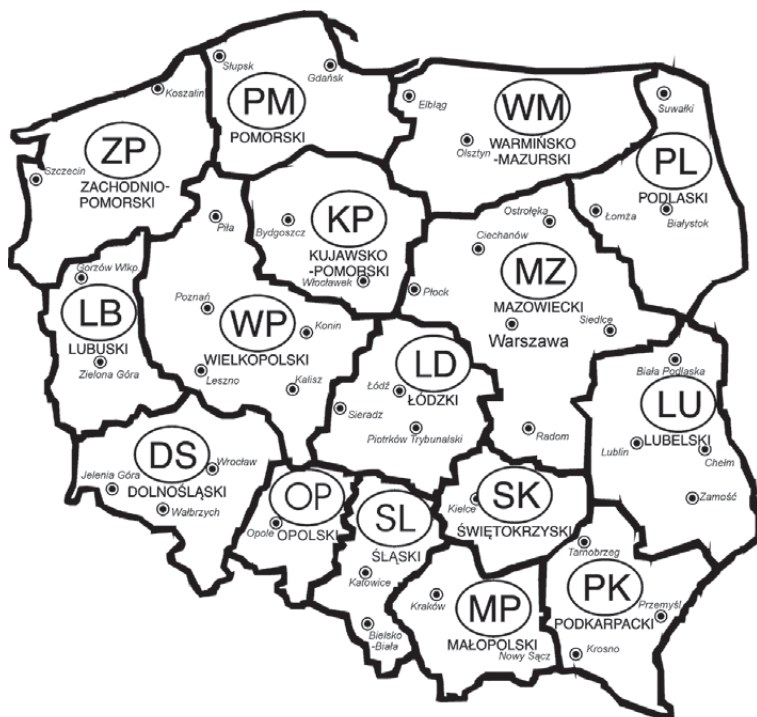 Słupsk
Gdańsk
PM
POMORSKI
Koszalin
ZP
Szczecin
ZACHODNIO-
POMORSKI
Elbląg
WM
WARMIŃSKO
-MAZURSKI
Olsztyn
Suwałki
PL
PODLASKI
Łomża
Białystok
Piła
Bydgoszcz
KP
KUJAWSKO
-POMORSKI
Włocławek
Ostrołęka
Ciechanów
MZ
MAZOWIECKI
Płock
Warszawa
Siedlce
Radom
Gorzów Wlkp.
LB
LUBUSKI
Zielona Góra
Poznań
WP
WIELKOPOLSKI
Konin
Leszno
Kalisz
LD
Łódź
ŁÓDZKI
Sieradz
Piotrków Trybunalski
Biała Podlaska
LU
LUBELSKI
Lublin
Chełm
Zamość
DS
Wrocław
Jelenia Góra
DOLNOŚLĄSKI
Wałbrzych
OP
Opole
OPOLSKI
SL
ŚLĄSKI
Katowice
Bielsko
-Biała
SK
Kielce
ŚWIĘTOKRZYSKI
Kraków
MP
MAŁOPOLSKI
Nowy Sącz
Tarnobrzeg
PK
Przemyśl
PODKARPACKI
Krosno